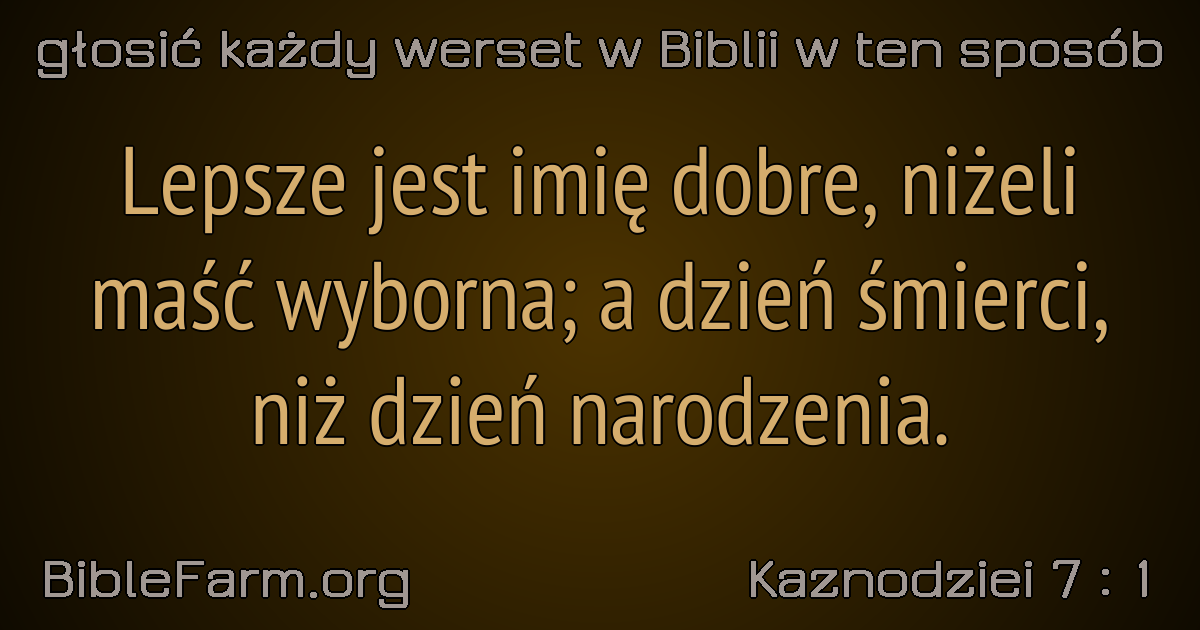 głosić każdy werset w Biblii w ten sposób
Lepsze jest imię dobre, niżeli
maść wyborna; a dzień śmierci,
niż dzień narodzenia.
BibleFarm.org
Kaznodziei 7 : 1